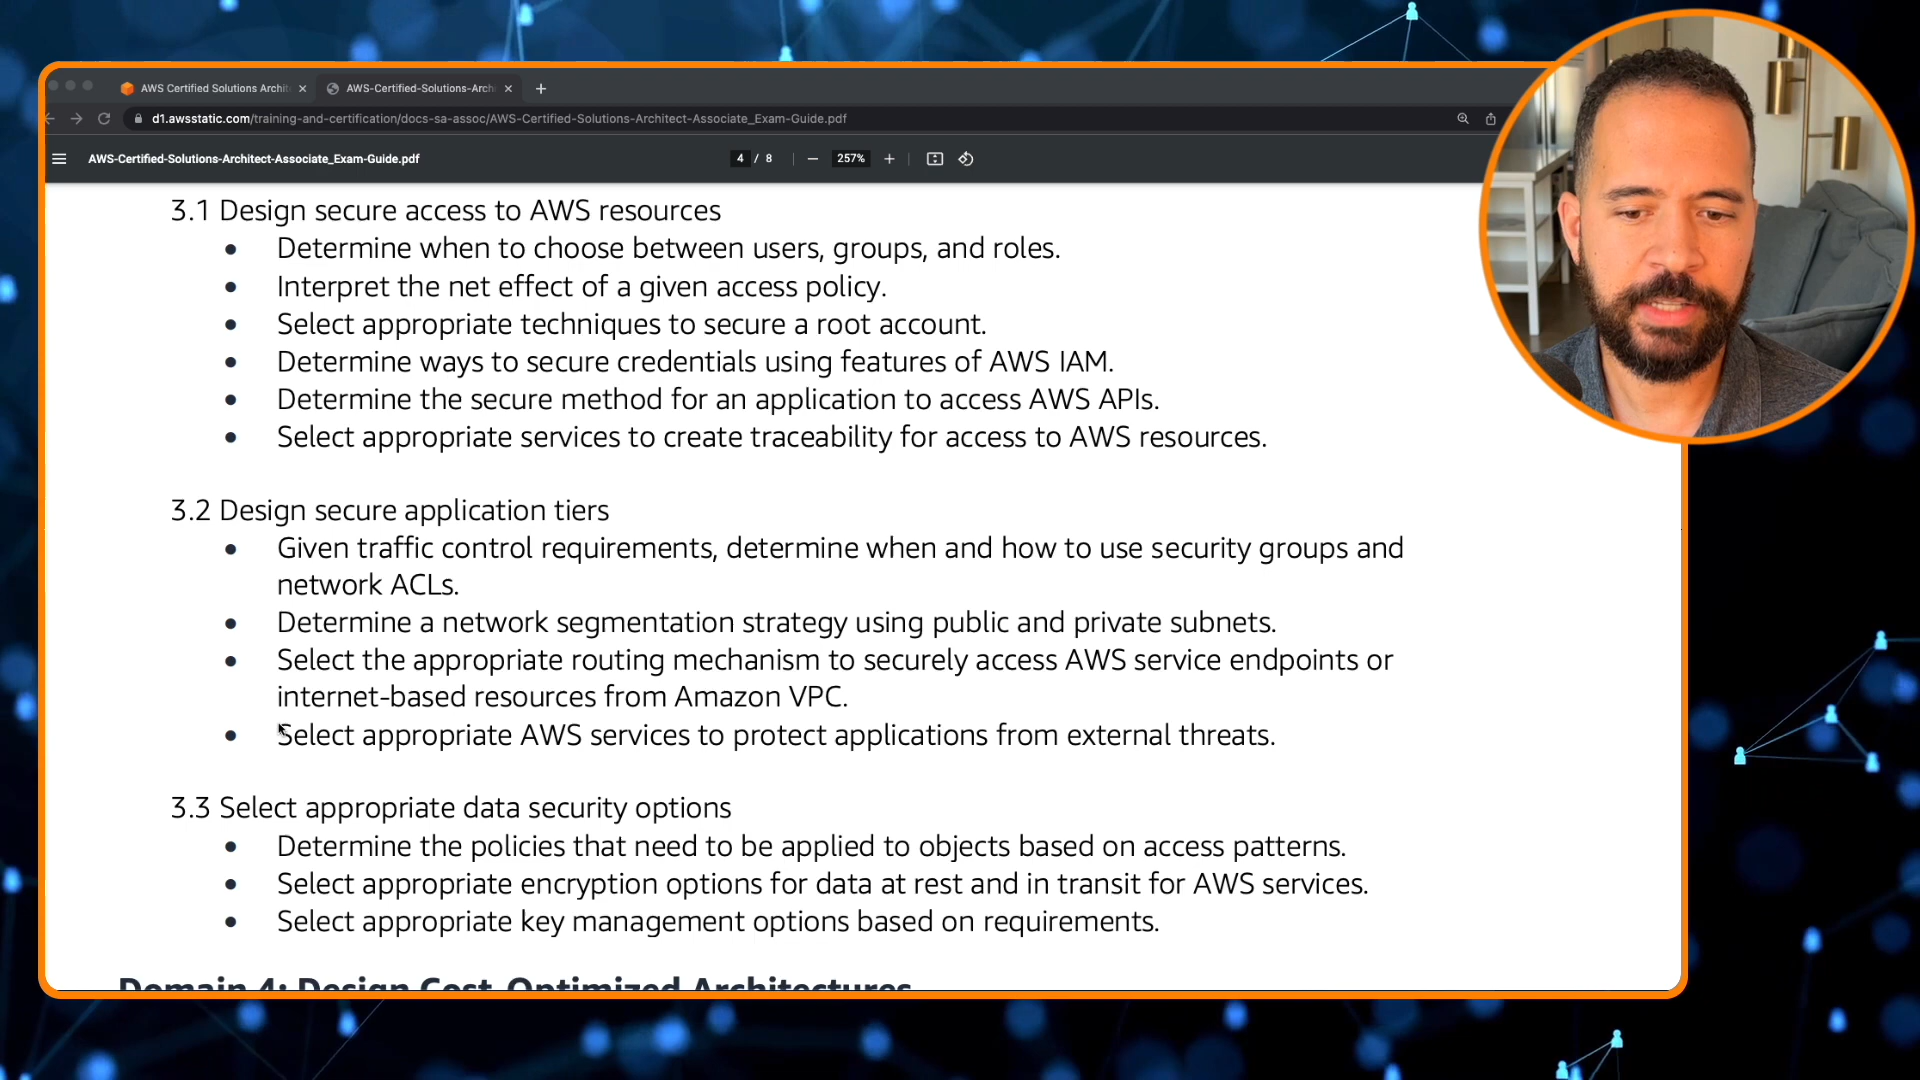 AWS Certified Solutions Archit
AWS-Certified-Solutions-Arch
d1.awsstatic.com/training-and-certification/docs-sa-assoc/AWS-Certified-Solutions-Architect-Associate_Exam-Guide.pdf
AWS-Certified-Solutions-Architect-Associate_Exam-Guide.pdf
4 / 8
257%
3.1 Design secure access to AWS resources
• Determine when to choose between users, groups, and roles.
• Interpret the net effect of a given access policy.
• Select appropriate techniques to secure a root account.
• Determine ways to secure credentials using features of AWS IAM.
• Determine the secure method for an application to access AWS APIs.
• Select appropriate services to create traceability for access to AWS resources.
3.2 Design secure application tiers
• Given traffic control requirements, determine when and how to use security groups and
network ACLs.
• Determine a network segmentation strategy using public and private subnets.
• Select the appropriate routing mechanism to securely access AWS service endpoints or
internet-based resources from Amazon VPC.
• Select appropriate AWS services to protect applications from external threats.
3.3 Select appropriate data security options
• Determine the policies that need to be applied to objects based on access patterns.
• Select appropriate encryption options for data at rest and in transit for AWS services.
• Select appropriate key management options based on requirements.
Domain 4: Design Cost-Optimized Architectures